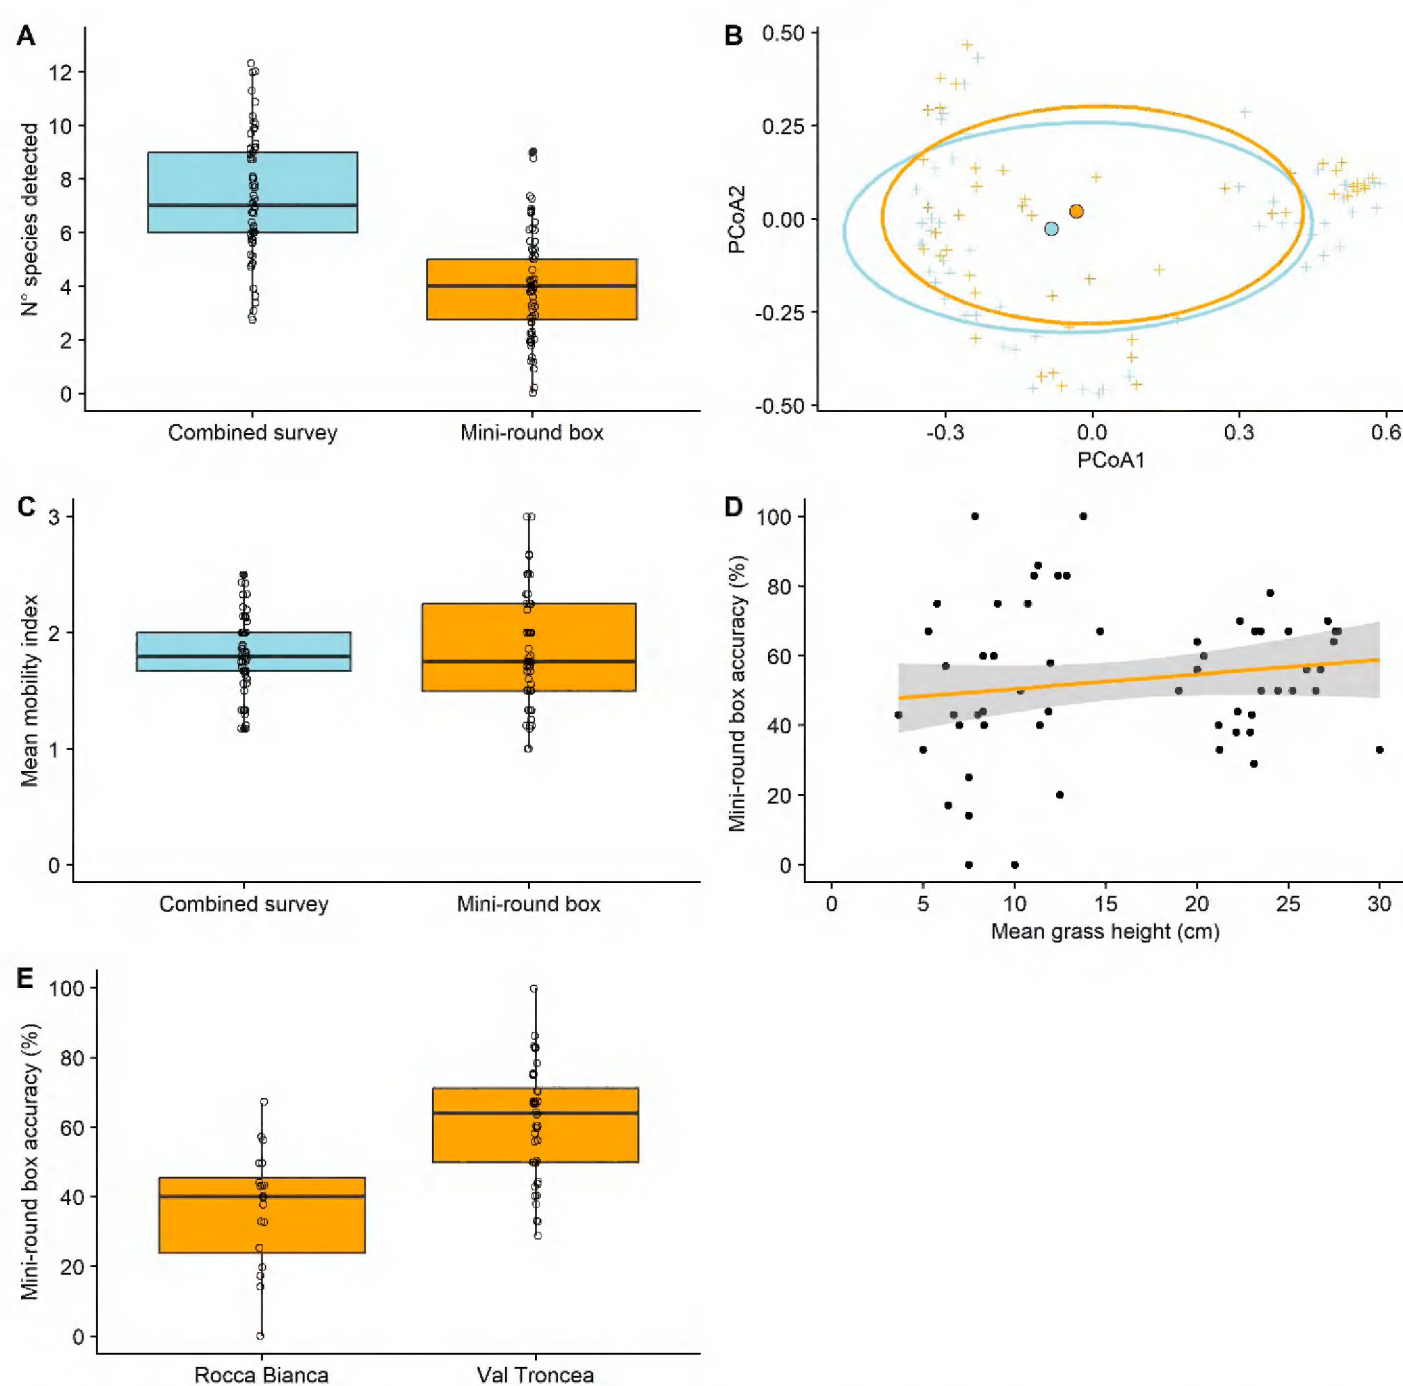 A
N° species detected
12
10
8
6
4
2
0
Combined survey
Mini-round box
B
PCoA2
0.50
0.25
0.00
-0.25
-0.50
-0.3
0.0
0.3
0.6
PCoA1
C
Mean mobility index
3
2
1
0
Combined survey
Mini-round box
D
Mini-round box accuracy (%)
100
80
60
40
20
0
0
5
10
15
20
25
30
Mean grass height (cm)
E
Mini-round box accuracy (%)
100
80
60
40
20
0
Rocca Bianca
Val Troncea